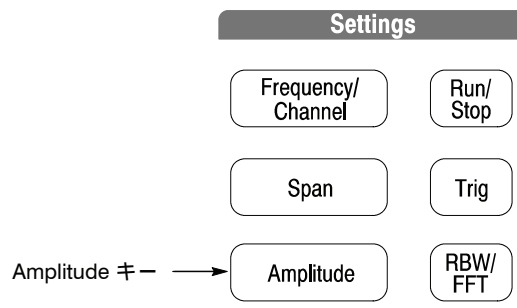 Settings
Frequency/
Channel
Run/
Stop
Span
Trig
Amplitude キー
Amplitude
RBW/
FFT